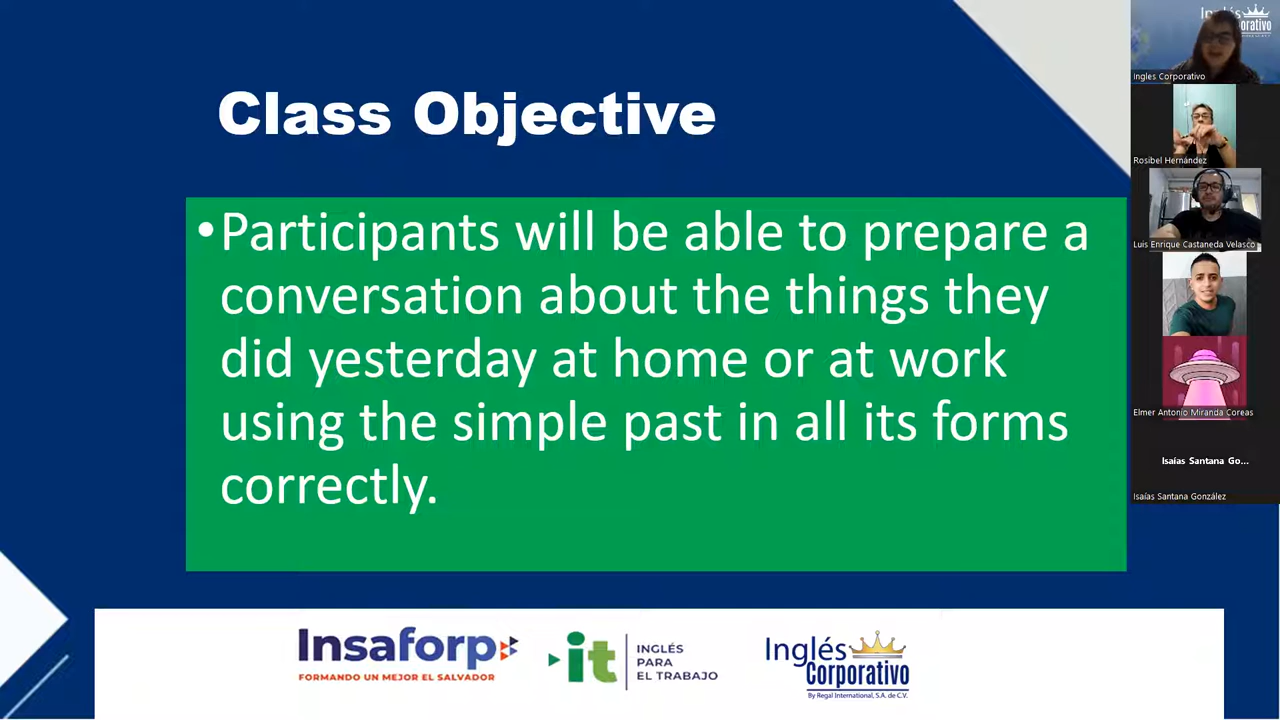 Class Objective
•Participants will be able to prepare a
conversation about the things they
did yesterday at home or at work
using the simple past in all its forms
correctly.
Insaforp
FORMANDO UN MEJOR EL SALVADOR
it
INGLÉS
PARA
EL TRABAJO
Inglés
Corporativo
By Regal International, S.A. de C.V.
Ingles Corporativo
Rosibel Hernández
Luis Enrique Castaneda Velasco
Elmer Antonio Miranda Coreas
Isaías Santana Go...
Isaías Santana González